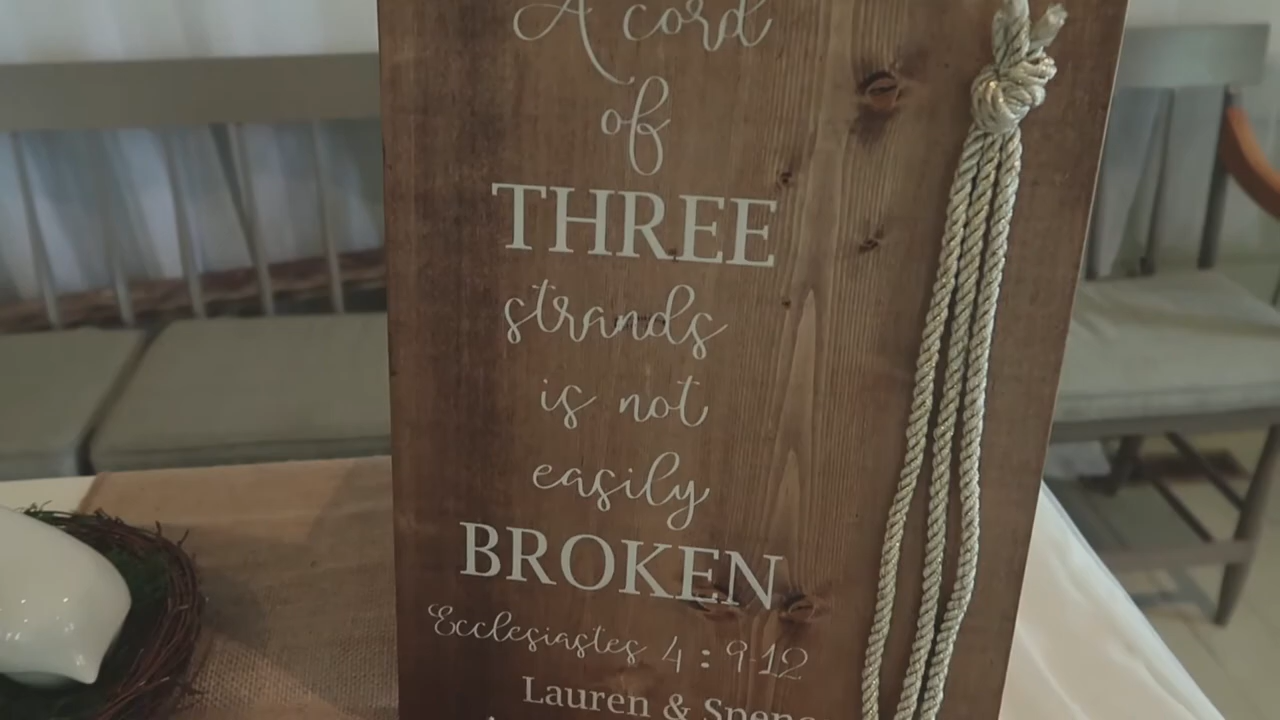 A cord
of
THREE
strands
is not
easily
BROKEN
Ecclesiastes 4:9-12
Lauren &